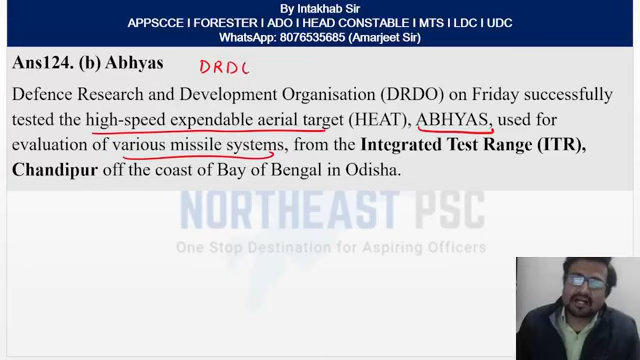 By Intakhab Sir
APPSCCE I FORESTER I ADO I HEAD CONSTABLE I MTS I LDC I UDC
WhatsApp: 8076535685 (Amarjeet Sir)
Ans124. (b) Abhyas
DRDO
Defence Research and Development Organisation (DRDO) on Friday successfully
tested the high-speed expendable aerial target (HEAT), ABHYAS, used for
evaluation of various missile systems, from the Integrated Test Range (ITR),
Chandipur off the coast of Bay of Bengal in Odisha.
NORTHEAST PSC
One Stop Destination for Aspiring Officers